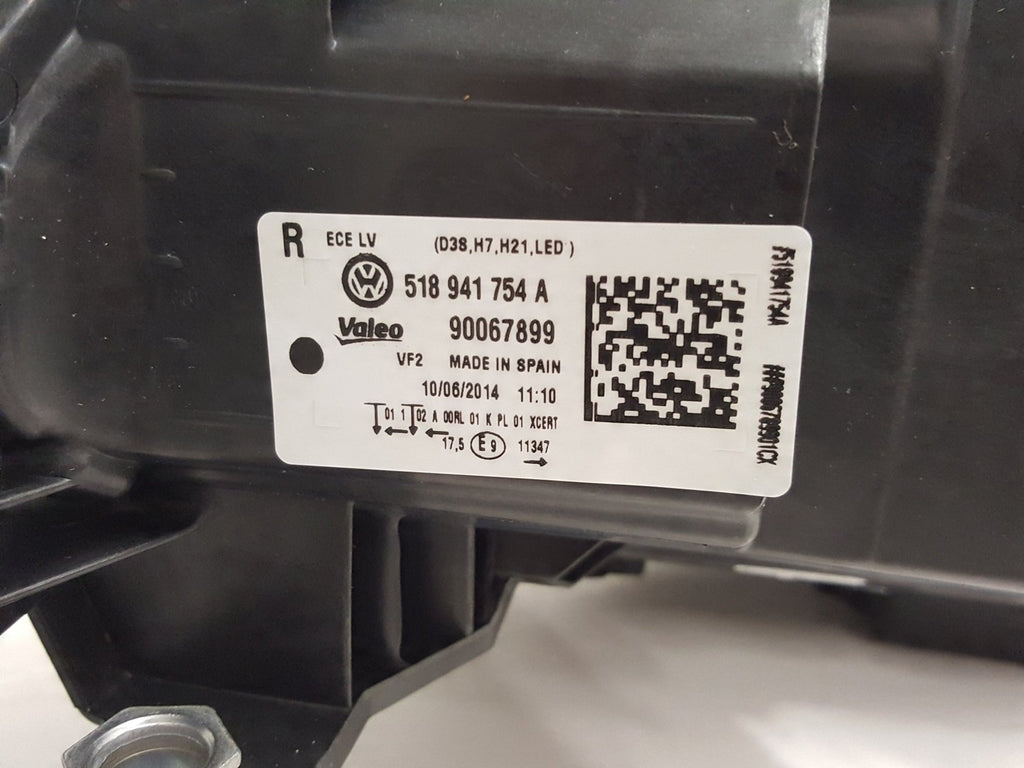 R ECE LV (D3S,H7,H21,LED)
518 941 754 A
Valeo 90067899
VF2 MADE IN SPAIN
10/06/2014 11:10
01 1 02 A 00RL 01 K PL 01 XCERT
17,5 E9 11347